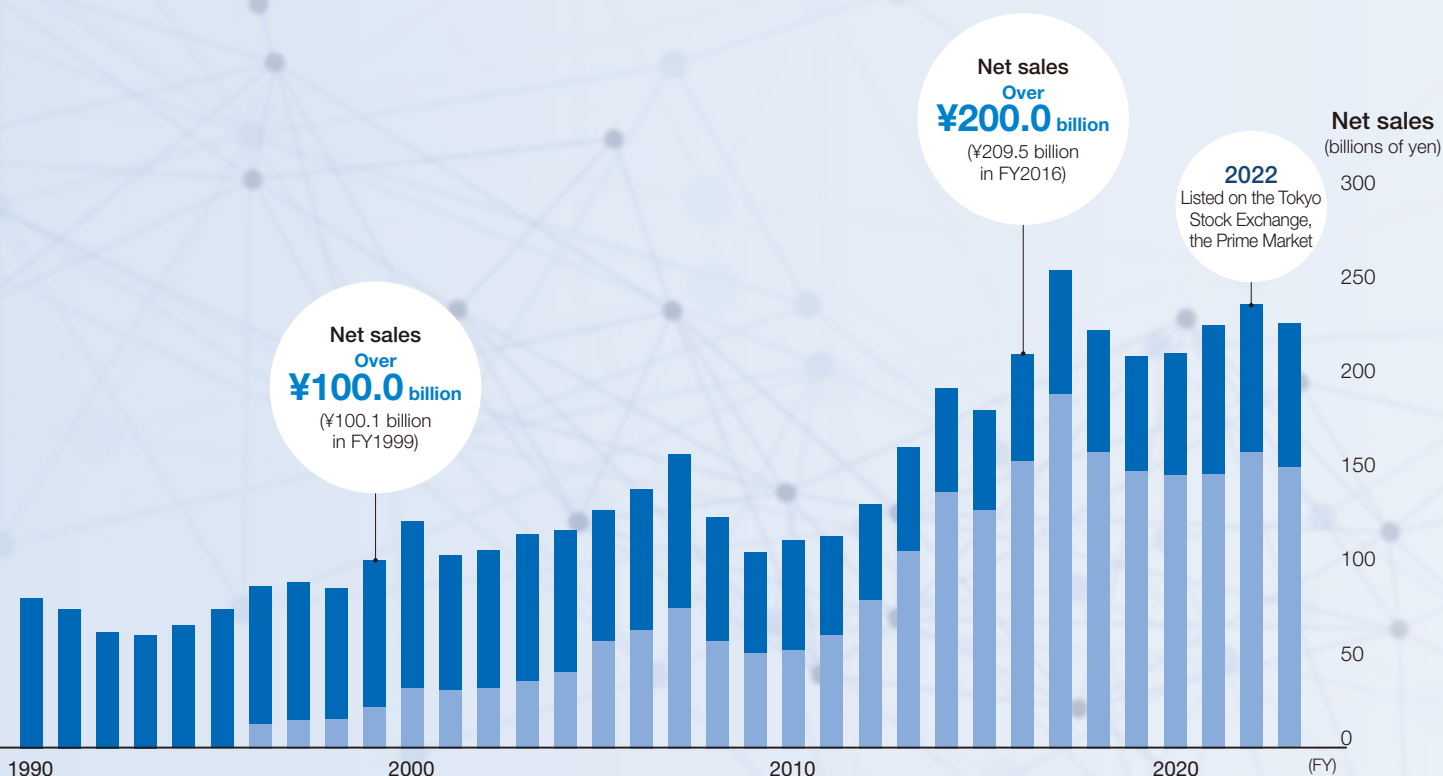 Net sales
Over
¥200.0 billion
(¥209.5 billion
in FY2016)
Net sales
(billions of yen)
2022
Listed on the Tokyo
Stock Exchange,
the Prime Market
Net sales
Over
¥100.0 billion
(¥100.1 billion
in FY1999)
300
250
200
150
100
50
0
1990
2000
2010
2020
(FY)